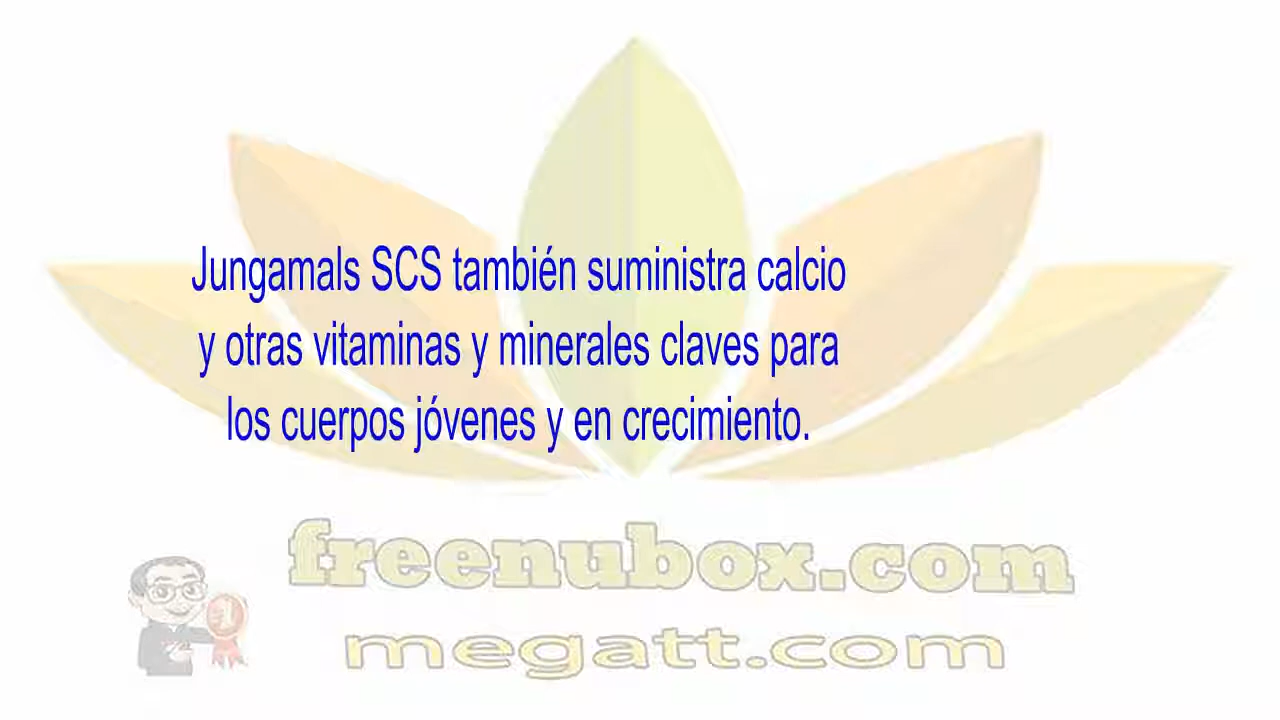 Jungamals SCS también suministra calcio
y otras vitaminas y minerales claves para
los cuerpos jóvenes y en crecimiento.
freenubox.com
#1
megatt.com